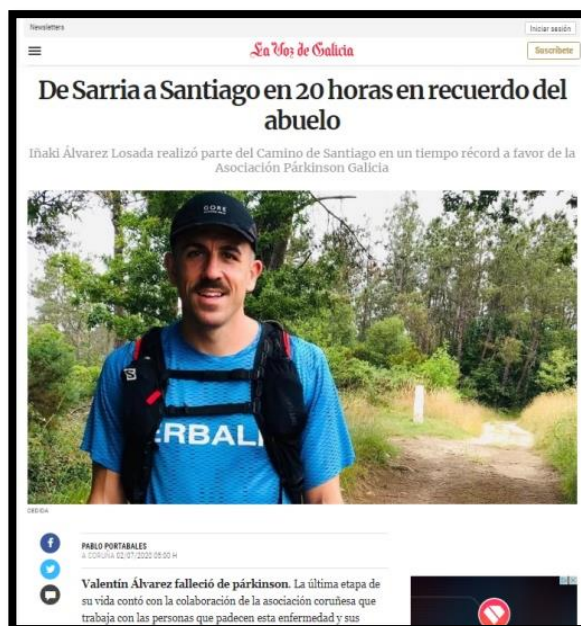 Newsletters
Iniciar sesión
La Voz de Galicia
Suscríbete
De Sarria a Santiago en 20 horas en recuerdo del
abuelo
Iñaki Álvarez Losada realizó parte del Camino de Santiago en un tiempo récord a favor de la
Asociación Párkinson Galicia
CORE
ERBALI
CEDIDA
PABLO PORTABALES
A CORUÑA 02/07/2020 05:00 H
Valentín Álvarez falleció de párkinson. La última etapa de
su vida contó con la colaboración de la asociación coruñesa que
trabaja con las personas que padecen esta enfermedad y sus